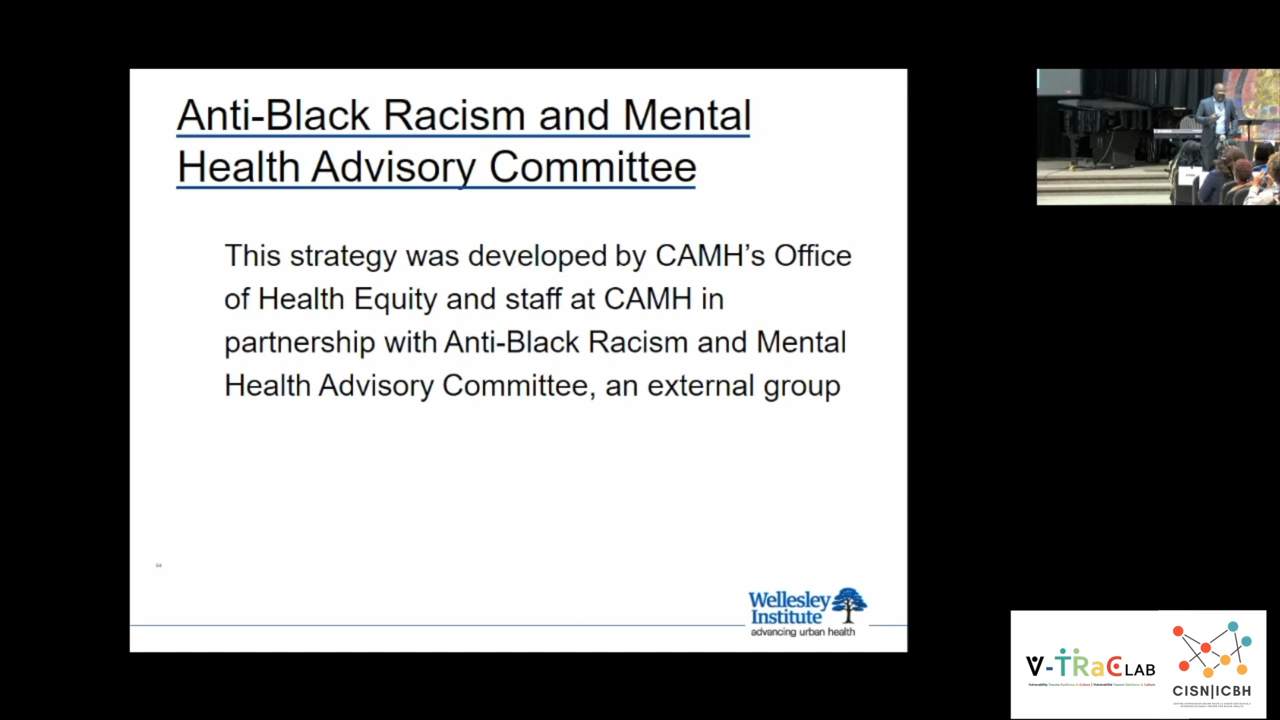 Anti-Black Racism and Mental
Health Advisory Committee
This strategy was developed by CAMH’s Office
of Health Equity and staff at CAMH in
partnership with Anti-Black Racism and Mental
Health Advisory Committee, an external group
Wellesley
Institute
advancing urban health
V-TRaC LAB
CISN|ICBH